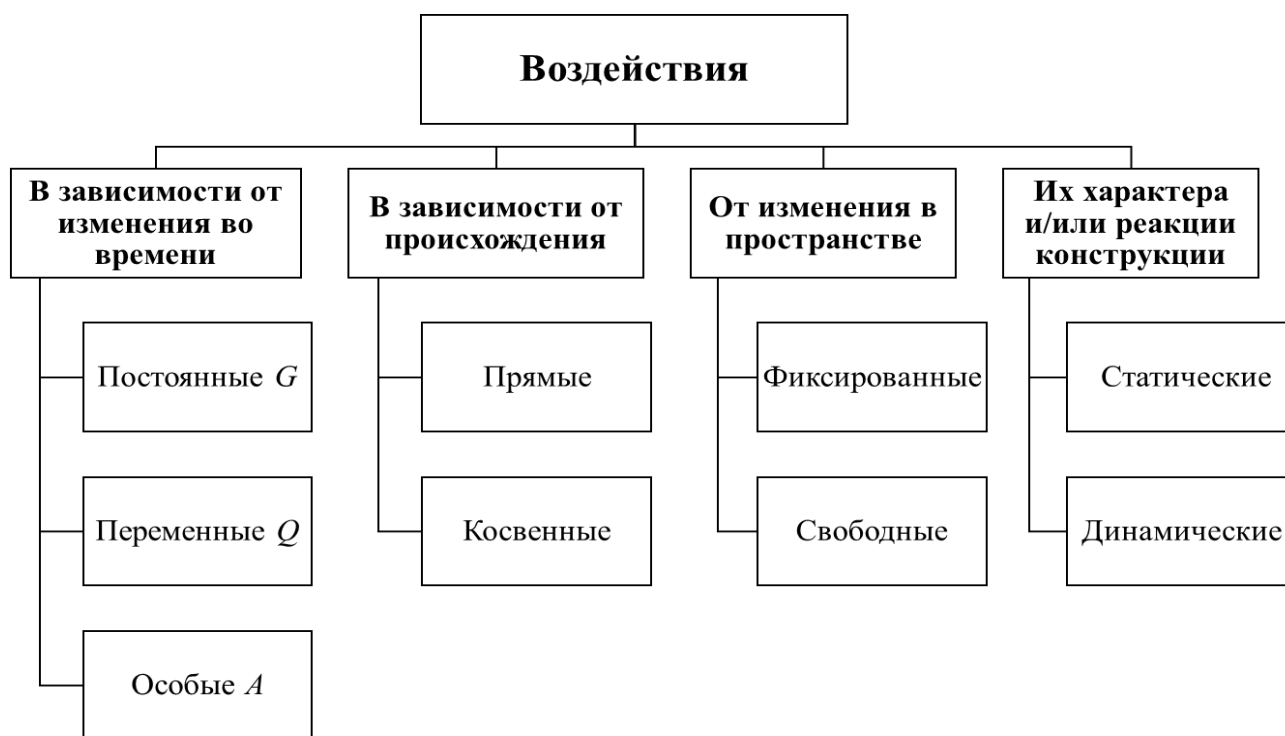 Воздействия
В зависимости от
изменения во
времени
В зависимости от
происхождения
От изменения в
пространстве
Их характера
и/или реакции
конструкции
Постоянные G
Прямые
Фиксированные
Статические
Переменные Q
Косвенные
Свободные
Динамические
Особые A